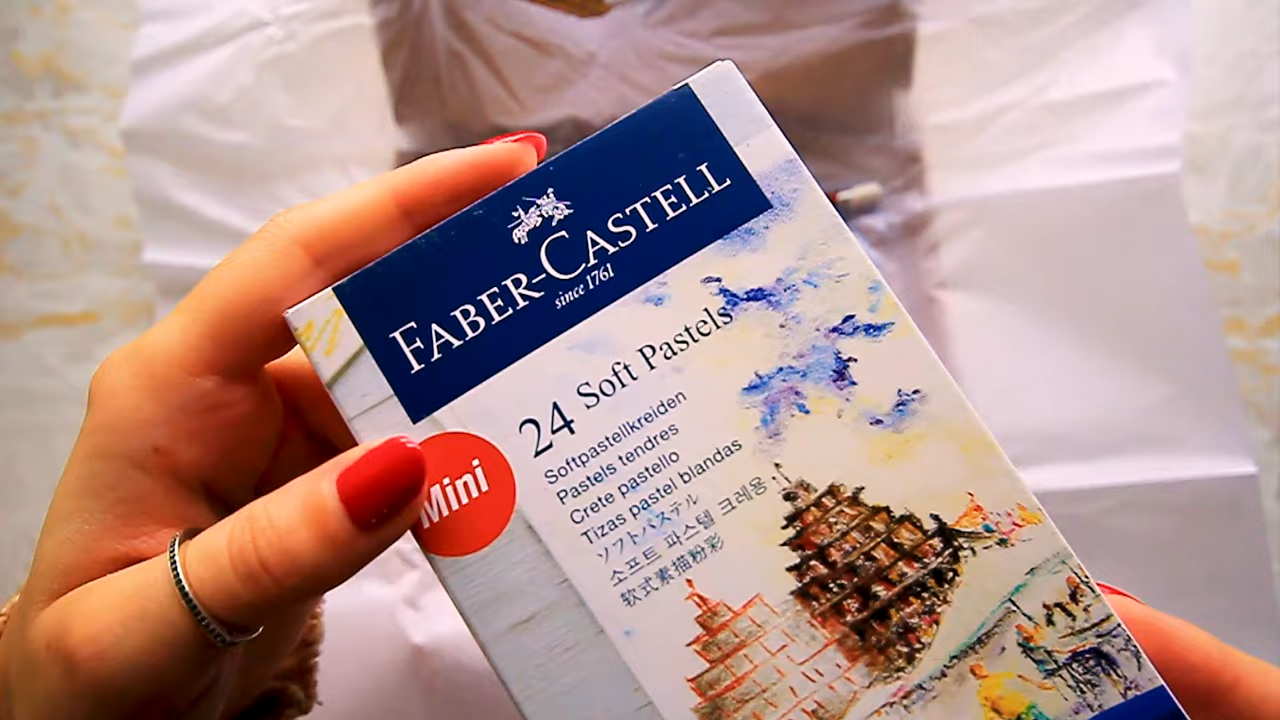 FABER-CASTELL
since 1761
24 Soft Pastels
Softpastellkreiden
Pastels tendres
Crete pastello
Tizas pastel blandas
ソフトパステル
소프트 파스텔 크레용
软式素描粉彩
Mini